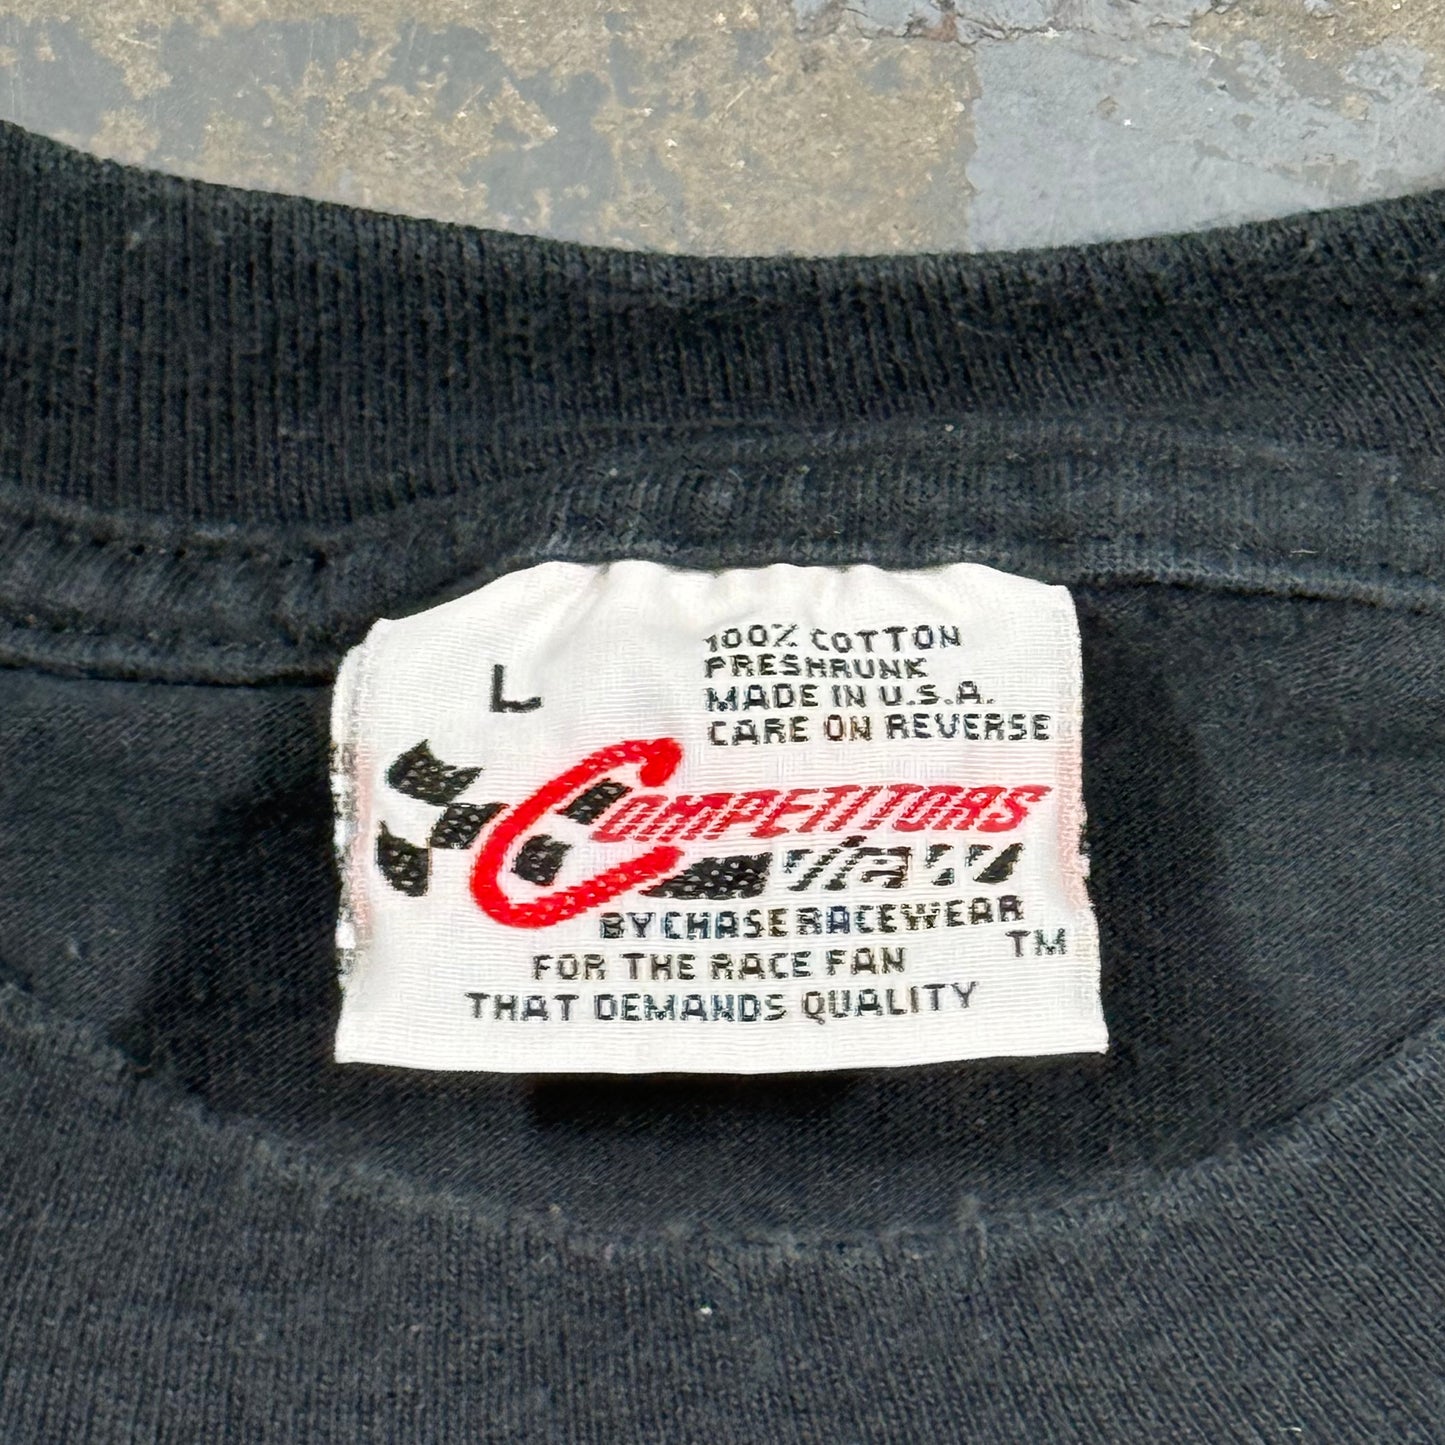 L
100% COTTON
PRESHRUNK
MADE IN U.S.A.
CARE ON REVERSE
COMPETITORS
BY CHASE RACEWEAR
TM
FOR THE RACE FAN
THAT DEMANDS QUALITY